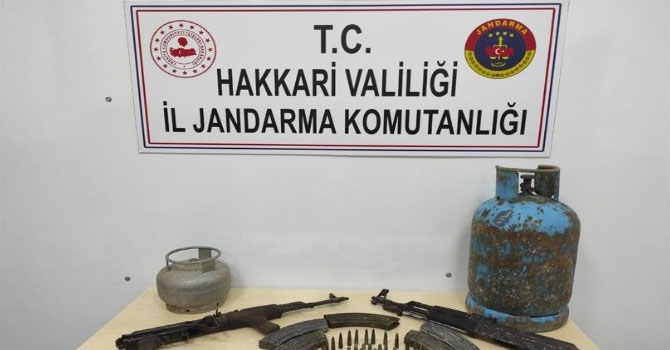 T.C.
HAKKARİ VALİLİĞİ
İL JANDARMA KOMUTANLIĞI
JANDARMA